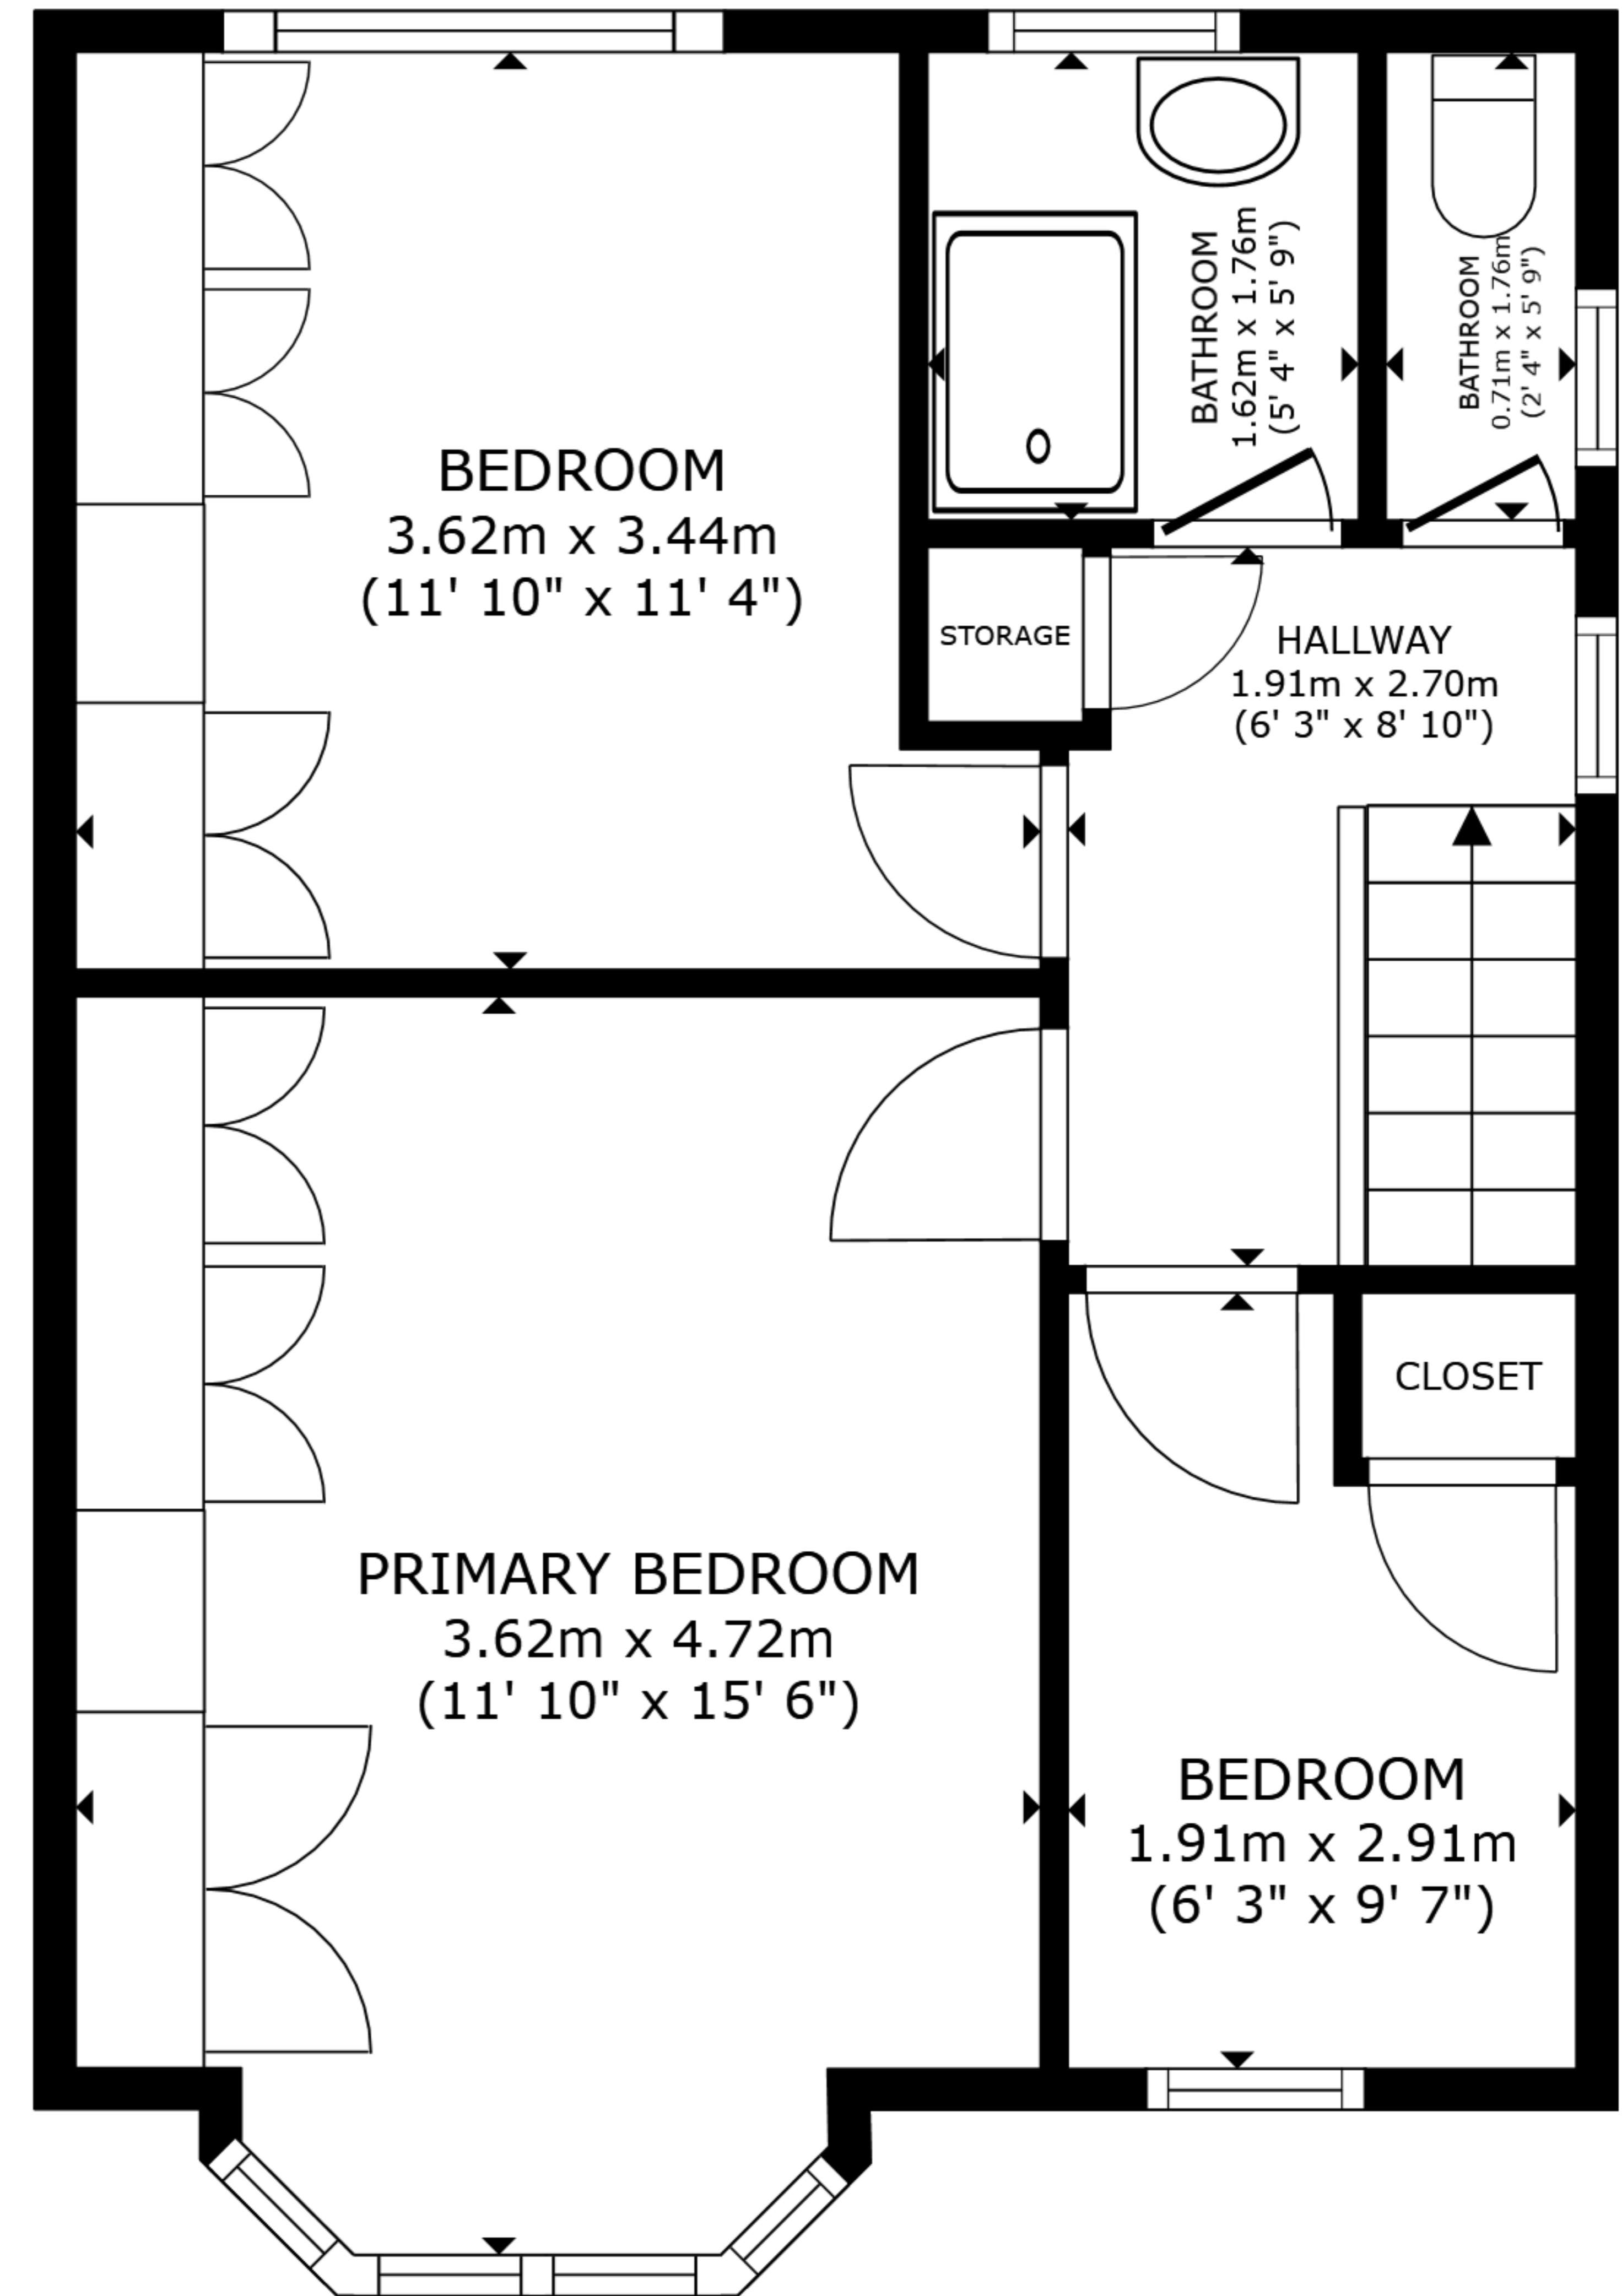 BEDROOM
3.62m x 3.44m
(11' 10" x 11' 4")
BATHROOM
1.62m x 1.76m
(5' 4" x 5' 9")
BATHROOM
0.71m x 1.76m
(2' 4" x 5' 9")
STORAGE
HALLWAY
1.91m x 2.70m
(6' 3" x 8' 10")
CLOSET
PRIMARY BEDROOM
3.62m x 4.72m
(11' 10" x 15' 6")
BEDROOM
1.91m x 2.91m
(6' 3" x 9' 7")